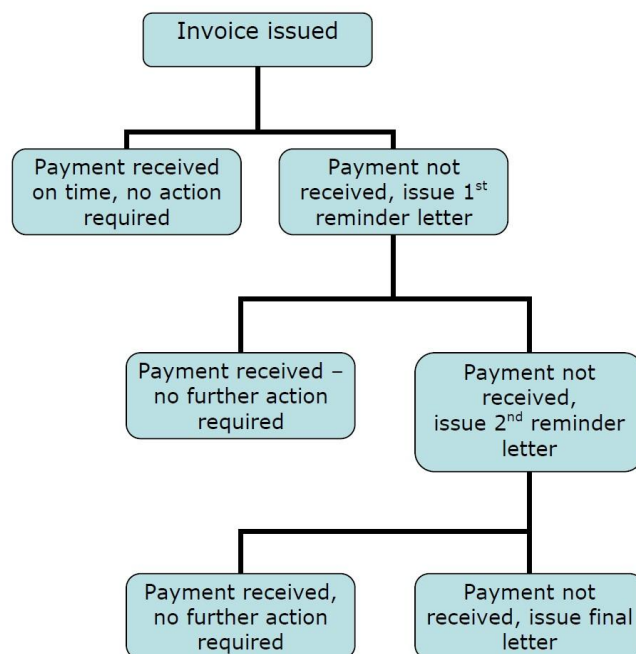 Invoice issued
Payment received
on time, no action
required
Payment not
received, issue 1st
reminder letter
Payment received –
no further action
required
Payment not
received,
issue 2nd reminder
letter
Payment received,
no further action
required
Payment not
received, issue final
letter